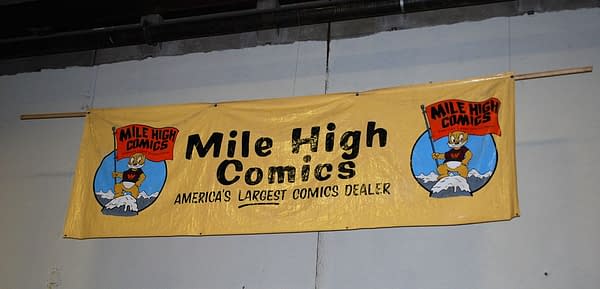 MILE HIGH
COMICS
Mile High
Comics
AMERICA'S LARGEST COMICS DEALER
MILE HIGH
COMICS